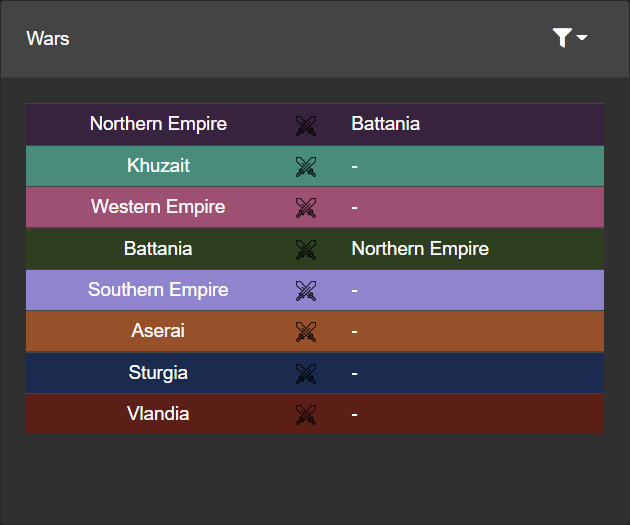 Wars
Northern Empire Battania
Khuzait -
Western Empire -
Battania Northern Empire
Southern Empire -
Aserai -
Sturgia -
Vlandia -